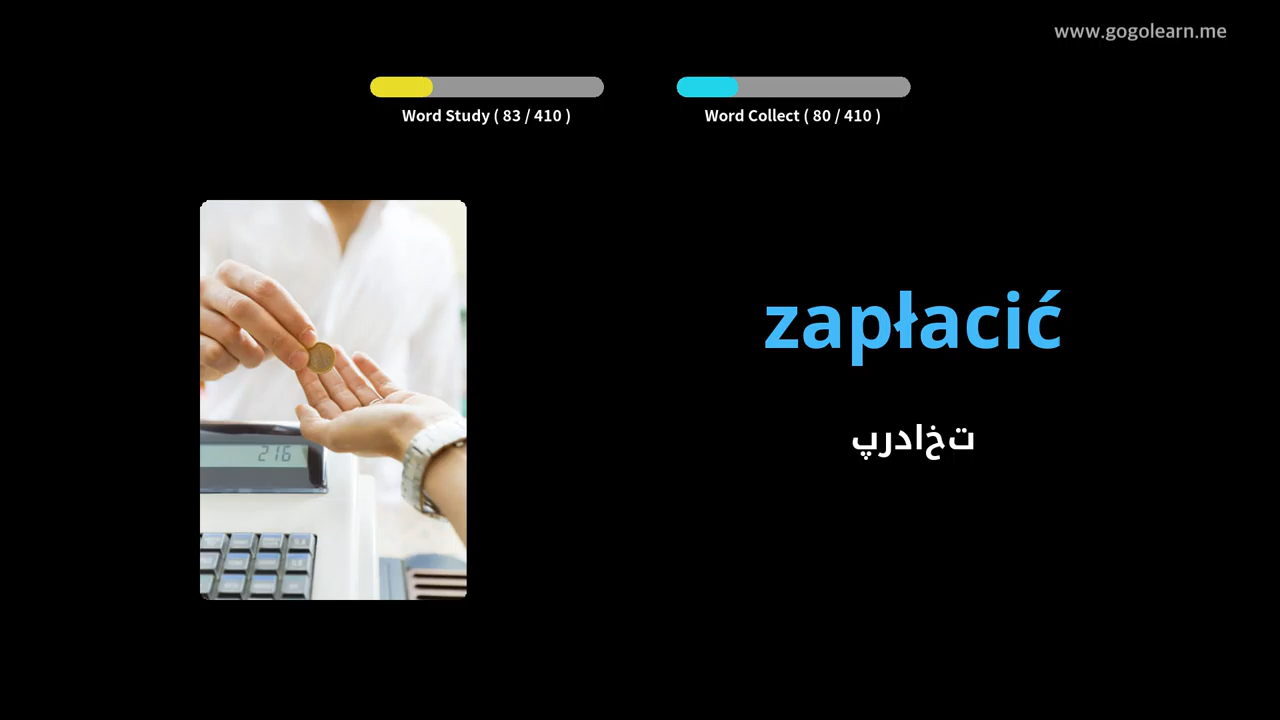 www.gogolearn.me
Word Study ( 83 / 410 )
Word Collect ( 80 / 410 )
zapłacić
پرداخت
216